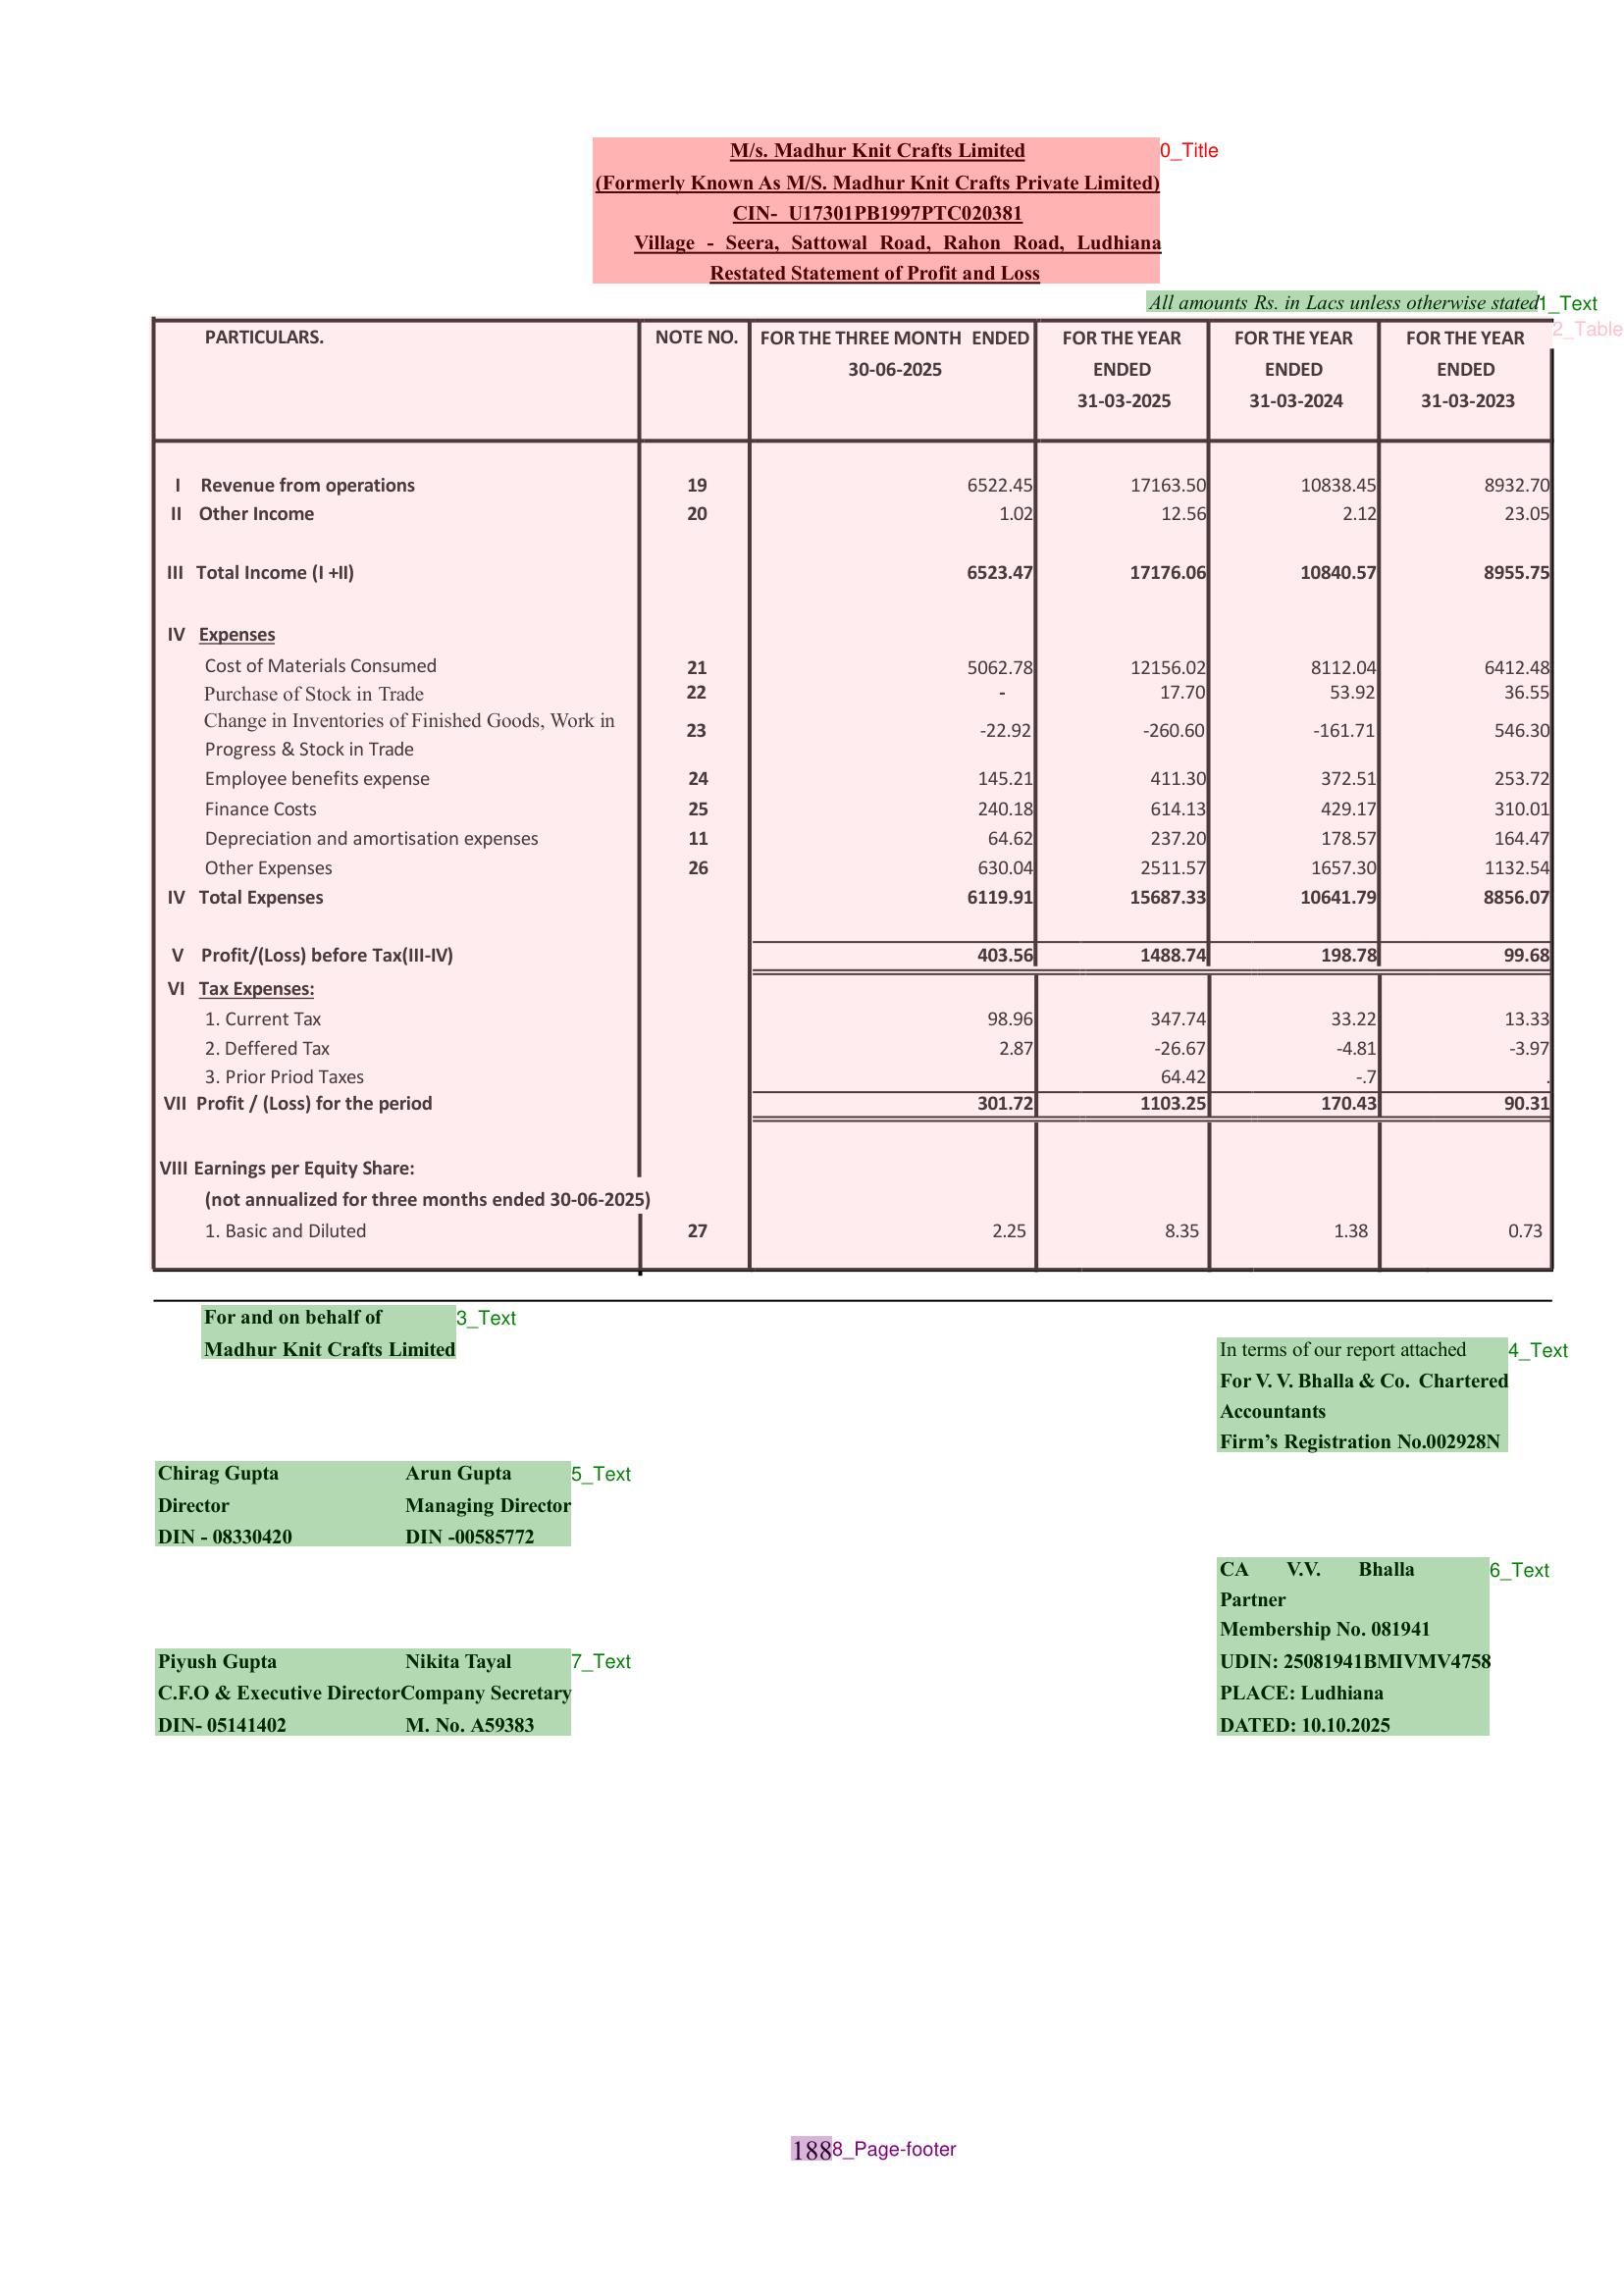 M/s. Madhur Knit Crafts Limited 0_Title
(Formerly Known As M/S. Madhur Knit Crafts Private Limited)
CIN- U17301PB1997PTC020381
Village - Seera, Sattowal Road, Rahon Road, Ludhiana
Restated Statement of Profit and Loss
All amounts Rs. in Lacs unless otherwise stated 1_Text
2_Table
PARTICULARS. NOTE NO. FOR THE THREE MONTH ENDED FOR THE YEAR FOR THE YEAR FOR THE YEAR
30-06-2025 ENDED ENDED ENDED
31-03-2025 31-03-2024 31-03-2023
I Revenue from operations 19 6522.45 17163.50 10838.45 8932.70
II Other Income 20 1.02 12.56 2.12 23.05
III Total Income (I +II) 6523.47 17176.06 10840.57 8955.75
IV Expenses
Cost of Materials Consumed 21 5062.78 12156.02 8112.04 6412.48
Purchase of Stock in Trade 22 - 17.70 53.92 36.55
Change in Inventories of Finished Goods, Work in
Progress & Stock in Trade 23 -22.92 -260.60 -161.71 546.30
Employee benefits expense 24 145.21 411.30 372.51 253.72
Finance Costs 25 240.18 614.13 429.17 310.01
Depreciation and amortisation expenses 11 64.62 237.20 178.57 164.47
Other Expenses 26 630.04 2511.57 1657.30 1132.54
IV Total Expenses 6119.91 15687.33 10641.79 8856.07
V Profit/(Loss) before Tax(III-IV) 403.56 1488.74 198.78 99.68
VI Tax Expenses:
1. Current Tax 98.96 347.74 33.22 13.33
2. Deffered Tax 2.87 -26.67 -4.81 -3.97
3. Prior Priod Taxes 64.42 -.7 .
VII Profit / (Loss) for the period 301.72 1103.25 170.43 90.31
VIII Earnings per Equity Share:
(not annualized for three months ended 30-06-2025)
1. Basic and Diluted 27 2.25 8.35 1.38 0.73
For and on behalf of 3_Text
Madhur Knit Crafts Limited
In terms of our report attached 4_Text
For V. V. Bhalla & Co. Chartered
Accountants
Firm’s Registration No.002928N
Chirag Gupta Arun Gupta 5_Text
Director Managing Director
DIN - 08330420 DIN -00585772
CA V.V. Bhalla 6_Text
Partner
Membership No. 081941
UDIN: 25081941BMIVMV4758
PLACE: Ludhiana
DATED: 10.10.2025
Piyush Gupta Nikita Tayal 7_Text
C.F.O & Executive DirectorCompany Secretary
DIN- 05141402 M. No. A59383
188 8_Page-footer